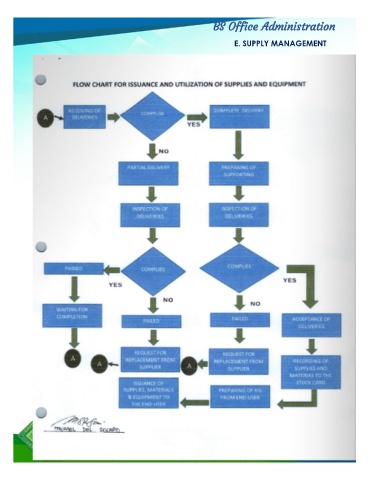 BS Office Administration
E. SUPPLY MANAGEMENT
FLOW CHART FOR ISSUANCE AND UTILIZATION OF SUPPLIES AND EQUIPMENT
A
RECEIVING OF
DELIVERIES
COMPLETE
YES
COMPLETE DELIVERY
NO
PARTIAL DELIVERY
PREPARING OF
SUPPORTING
INSPECTION OF
DELIVERIES
INSPECTION OF
DELIVERIES
PASSED
COMPLIES
COMPLIES
YES
YES
NO
NO
WAITING FOR
COMPLETION
FAILED
FAILED
ACCEPTANCE OF
DELIVERIES
A
A
REQUEST FOR
REPLACEMENT FROM
SUPPLIER
A
REQUEST FOR
REPLACEMENT FROM
SUPPLIER
RECORDING OF
SUPPLIES AND
MATERIALS TO THE
STOCK CARD
ISSUANCE OF
SUPPLIES, MATERIALS
& EQUIPMENT TO
THE END-USER
PREPARING OF RIS
FROM END-USER